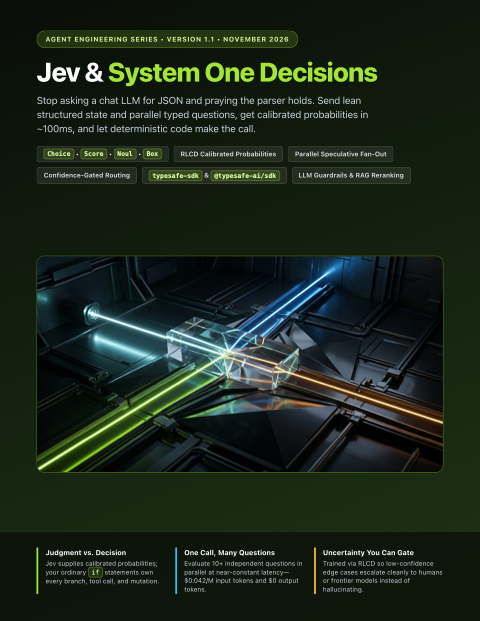 AGENT ENGINEERING SERIES • VERSION 1.1 • NOVEMBER 2026
Jev & System One Decisions
Stop asking a chat LLM for JSON and praying the parser holds. Send lean
structured state and parallel typed questions, get calibrated probabilities in
~100ms, and let deterministic code make the call.
Choice • Score • Noul • Box
RLCD Calibrated Probabilities
Parallel Speculative Fan-Out
Confidence-Gated Routing
typesafe-sdk & @typesafe-ai/sdk
LLM Guardrails & RAG Reranking
Judgment vs. Decision
Jev supplies calibrated probabilities;
your ordinary if statements own
every branch, tool call, and mutation.
One Call, Many Questions
Evaluate 10+ independent questions in
parallel at near-constant latency—
$0.042/M input tokens and $0 output
tokens.
Uncertainty You Can Gate
Trained via RLCD so low-confidence
edge cases escalate cleanly to humans
or frontier models instead of
hallucinating.